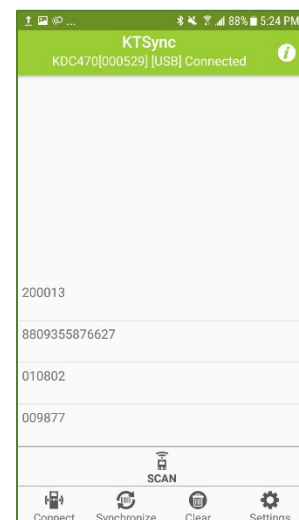 ... 88% 5:24 PM
KTSync
KDC470[000529] [USB] Connected
i
200013
8809355876627
010802
009877
SCAN
Connect Synchronize Clear Settings